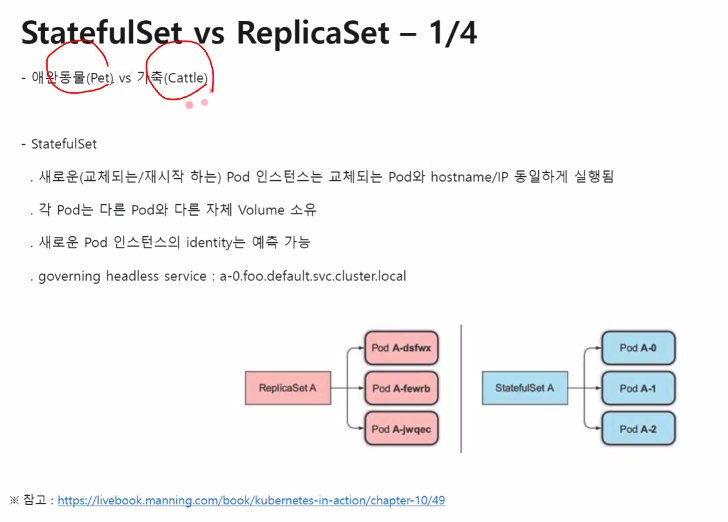 StatefulSet vs ReplicaSet – 1/4
- 애완동물(Pet) vs 가축(Cattle)
- StatefulSet
. 새로운(교체되는/재시작 하는) Pod 인스턴스는 교체되는 Pod와 hostname/IP 동일하게 실행됨
. 각 Pod는 다른 Pod와 다른 자체 Volume 소유
. 새로운 Pod 인스턴스의 identity는 예측 가능
. governing headless service : a-0.foo.default.svc.cluster.local
ReplicaSet A
Pod A-dsfwx
Pod A-fewrb
Pod A-jwqec
StatefulSet A
Pod A-0
Pod A-1
Pod A-2
※ 참고 : https://livebook.manning.com/book/kubernetes-in-action/chapter-10/49